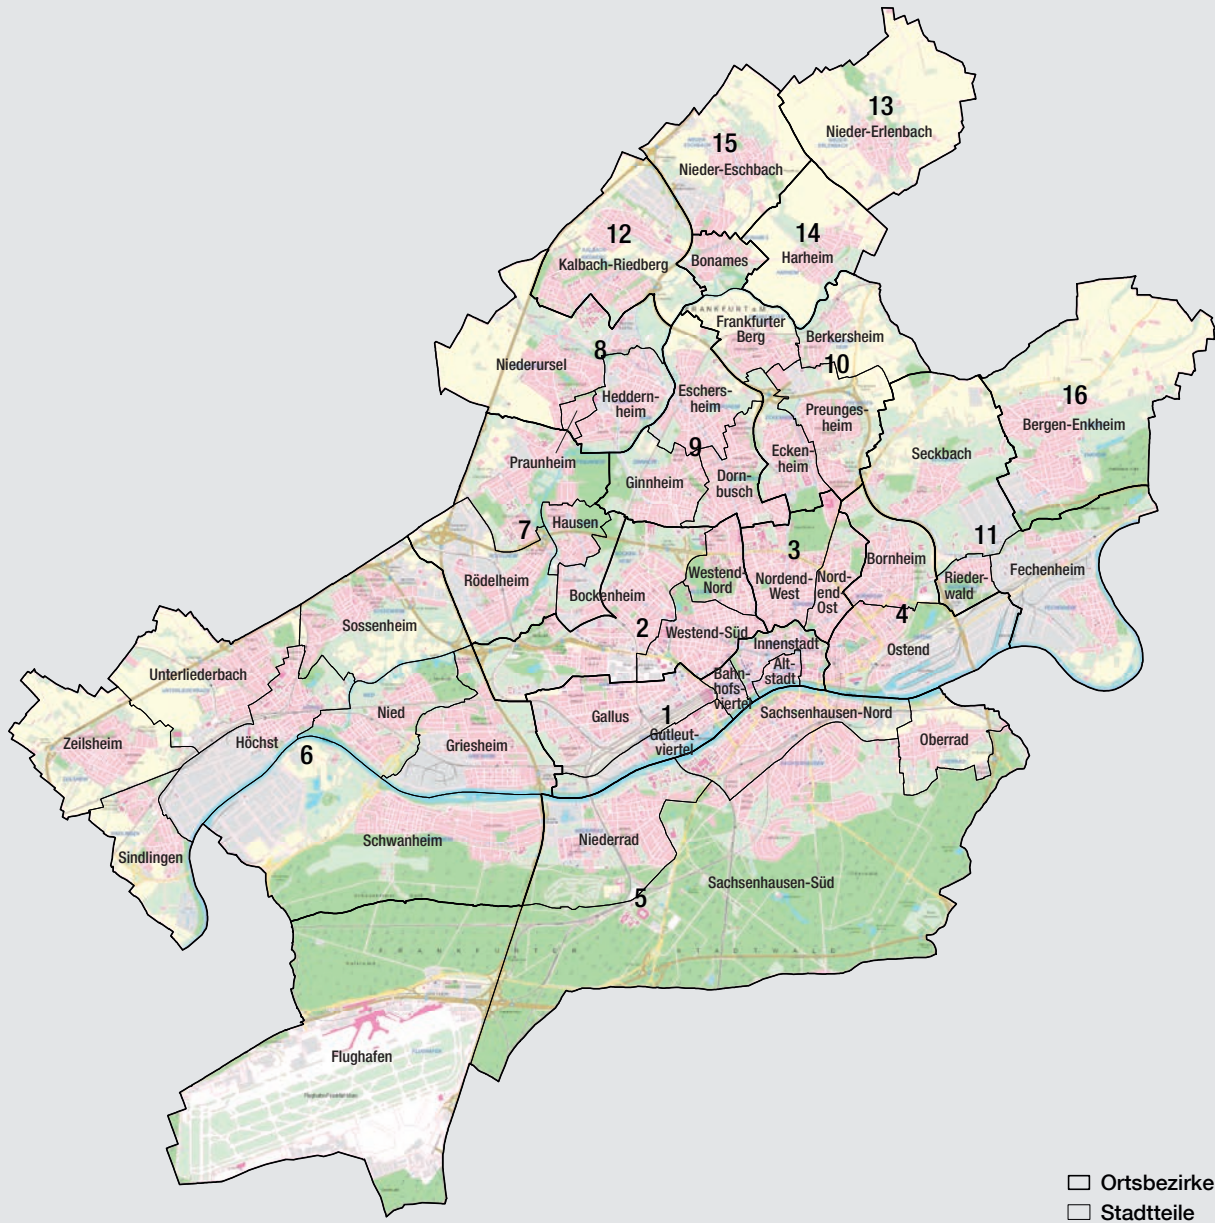 13
Nieder-Erlenbach
15
Nieder-Eschbach
12
Kalbach-Riedberg
14
Harheim
Bonames
Frankfurter
Berg
Berkersheim
8
Niederursel
10
Heddern-
heim
Eschers-
heim
Preunges-
heim
16
Bergen-Enkheim
9
Praunheim
Ginnheim
Dorn-
busch
Ecken-
heim
Seckbach
7
Hausen
3
11
Rödelheim
Bockenheim
Westend-
Nord
Nordend-
West
Nord-
end
Ost
Bornheim
Rieder-
wald
Fechenheim
Sossenheim
2
Westend-Süd
4
Ostend
Innenstadt
Alt-
stadt
Unterliederbach
Bahn-
hofs-
viertel
Nied
Gallus
1
Gutleut-
viertel
Sachsenhausen-Nord
Zeilsheim
Höchst
6
Griesheim
Oberrad
Schwanheim
Niederrad
Sindlingen
5
Sachsenhausen-Süd
FRANKFURTER STADTWALD
Flughafen
FLUGHAFEN
Ortsbezirke
Stadtteile